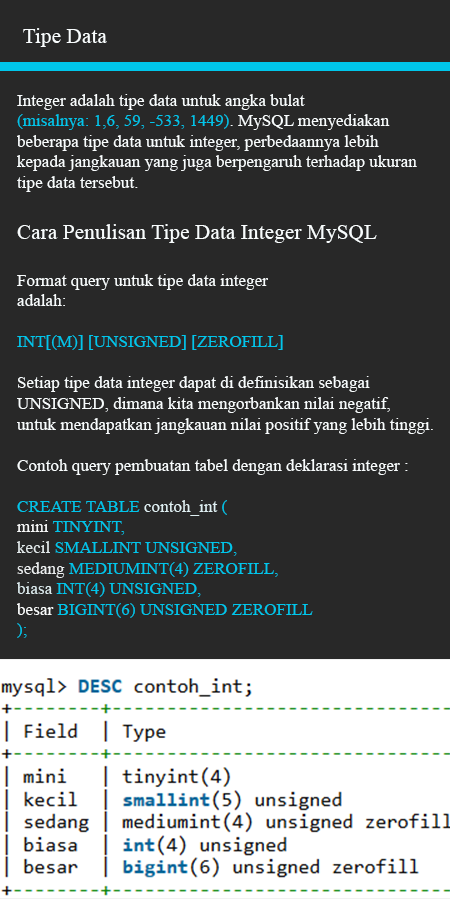 Tipe Data
Integer adalah tipe data untuk angka bulat
(misalnya: 1,6, 59, -533, 1449). MySQL menyediakan
beberapa tipe data untuk integer, perbedaannya lebih
kepada jangkauan yang juga berpengaruh terhadap ukuran
tipe data tersebut.
Cara Penulisan Tipe Data Integer MySQL
Format query untuk tipe data integer
adalah:
INT[(M)] [UNSIGNED] [ZEROFILL]
Setiap tipe data integer dapat di definisikan sebagai
UNSIGNED, dimana kita mengorbankan nilai negatif,
untuk mendapatkan jangkauan nilai positif yang lebih tinggi.
Contoh query pembuatan tabel dengan deklarasi integer :
CREATE TABLE contoh_int (
mini TINYINT,
kecil SMALLINT UNSIGNED,
sedang MEDIUMINT(4) ZEROFILL,
biasa INT(4) UNSIGNED,
besar BIGINT(6) UNSIGNED ZEROFILL
);
mysql> DESC contoh_int;
+--------+-----------------------------
| Field | Type
+--------+-----------------------------
| mini | tinyint(4)
| kecil | smallint(5) unsigned
| sedang | mediumint(4) unsigned zerofill
| biasa | int(4) unsigned
| besar | bigint(6) unsigned zerofill
+--------+-----------------------------